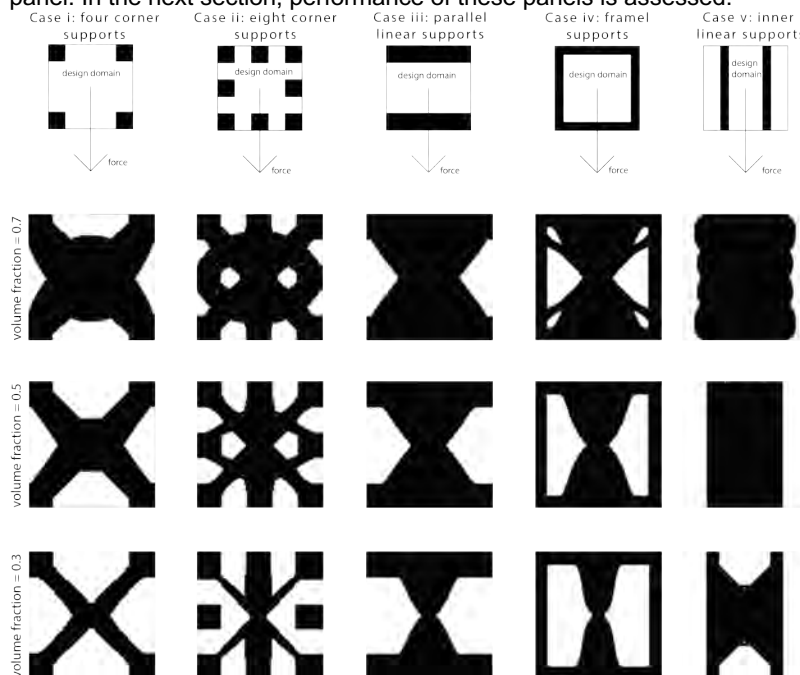 panel. In the next section, performance of these panels is assessed.
Case i: four corner supports
Case ii: eight corner supports
Case iii: parallel linear supports
Case iv: framel supports
Case v: inner linear supports
design domain
design domain
design domain
design domain
design domain
force
force
force
force
force
volume fraction = 0.7
volume fraction = 0.5
volume fraction = 0.3